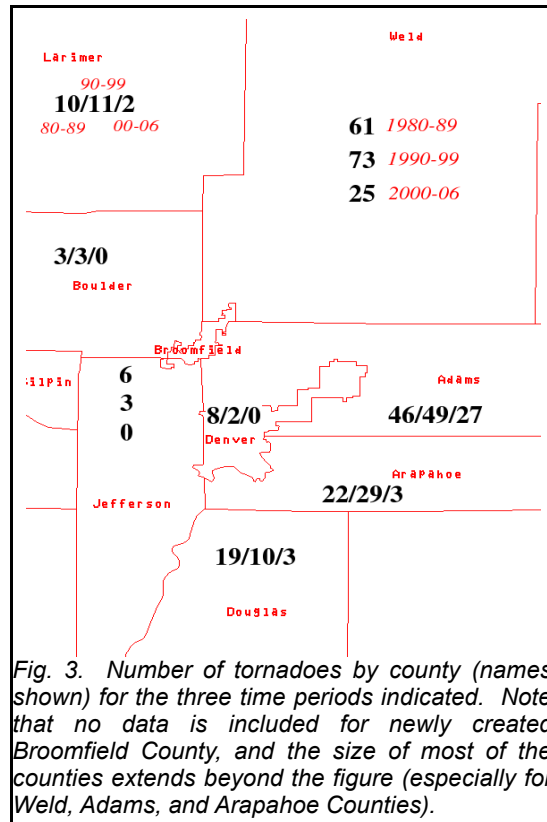 Weld
Larimer
90-99
10/11/2
80-89 00-06
61 1980-89
73 1990-99
25 2000-06
3/3/0
Boulder
Broomfield
6
3
0
ilpin
8/2/0
Denver
Adams
46/49/27
Arapahoe
22/29/3
Jefferson
19/10/3
Douglas
Fig. 3. Number of tornadoes by county (names
shown) for the three time periods indicated. Note
that no data is included for newly created
Broomfield County, and the size of most of the
counties extends beyond the figure (especially for
Weld, Adams, and Arapahoe Counties).